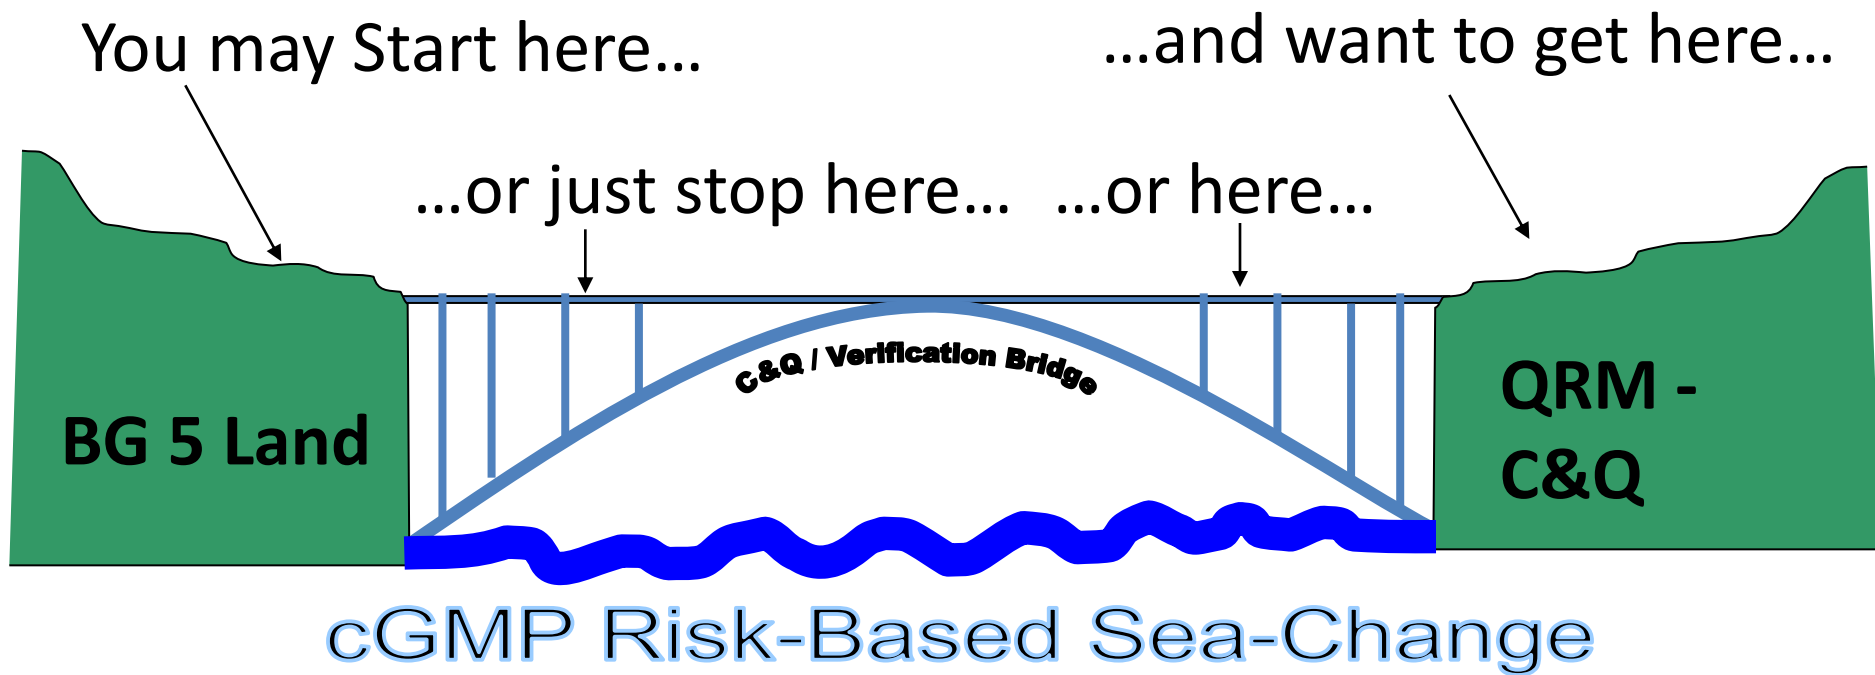 You may Start here...
...and want to get here...
...or just stop here...
...or here...
C&Q / Verification Bridge
BG 5 Land
QRM -
C&Q
cGMP Risk-Based Sea-Change